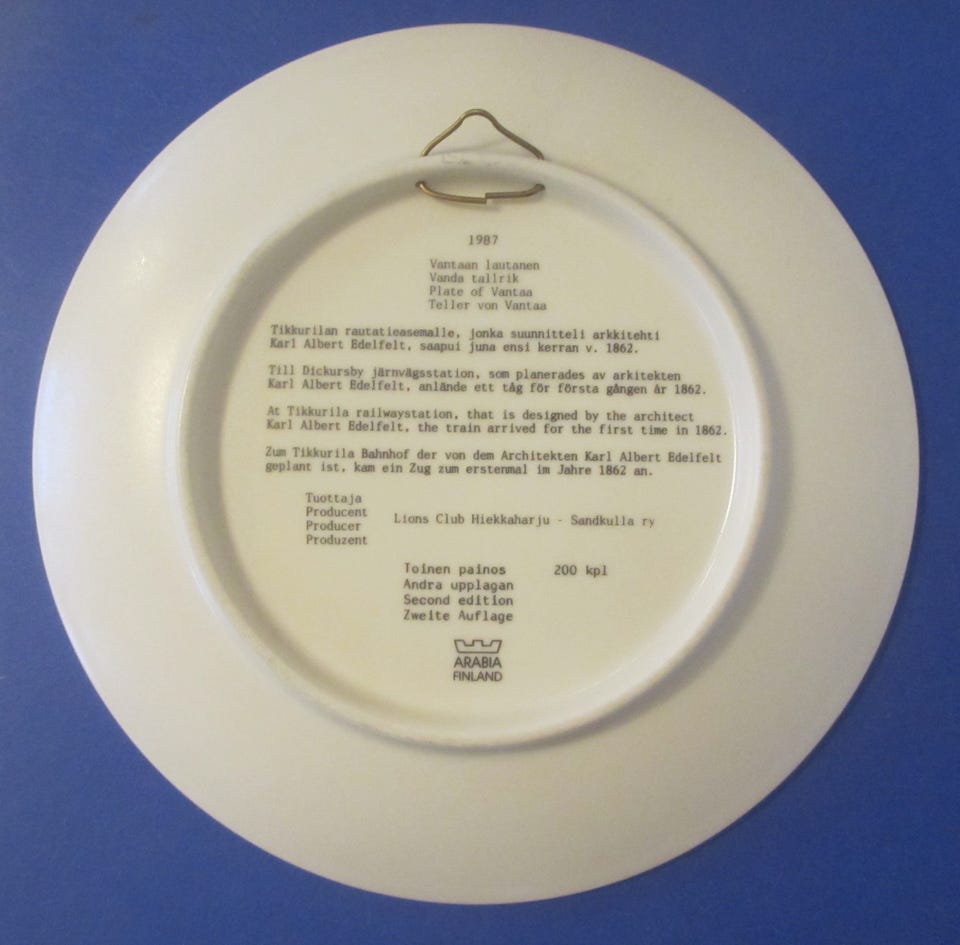 1987
Vantaan lautanen
Vanda tallrik
Plate of Vantaa
Teller von Vantaa
Tikkurilan rautatieasemalle, jonka suunnitteli arkkitehti
Karl Albert Edelfelt, saapui juna ensi kerran v. 1862.
Till Dickursby järnvägsstation, som planerades av arkitekten
Karl Albert Edelfelt, anlände ett tåg för första gången år 1862.
At Tikkurila railwaystation, that is designed by the architect
Karl Albert Edelfelt, the train arrived for the first time in 1862.
Zum Tikkurila Bahnhof der von dem Architekten Karl Albert Edelfelt
geplant ist, kam ein Zug zum erstenmal im Jahre 1862 an.
Tuottaja
Producent
Producer
Produzent
Lions Club Hiekkaharju - Sandkulla ry
Toinen painos 200 kpl
Andra upplagan
Second edition
Zweite Auflage
ARABIA
FINLAND